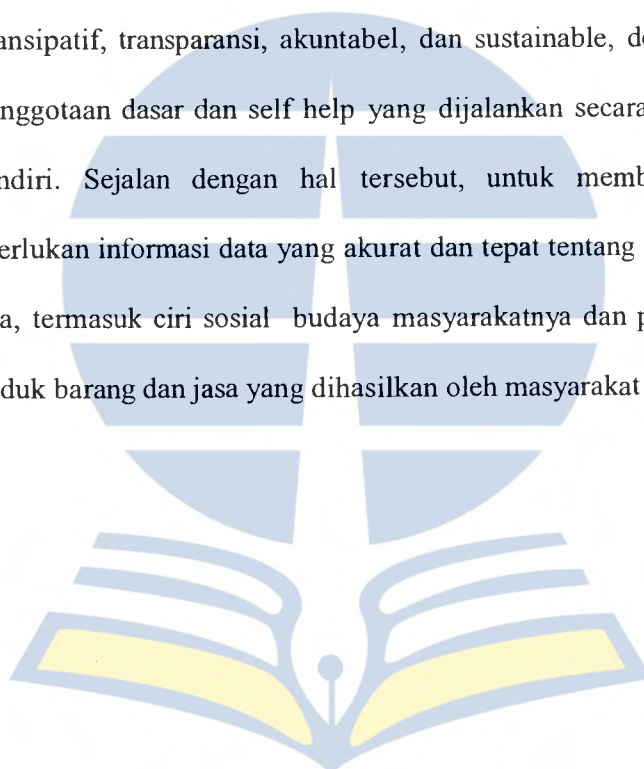 ansipatif, transparansi, akuntabel, dan sustainable, de
nggotaan dasar dan self help yang dijalankan secara
ndiri. Sejalan dengan hal tersebut, untuk memb
erlukan informasi data yang akurat dan tepat tentang
a, termasuk ciri sosial budaya masyarakatnya dan p
duk barang dan jasa yang dihasilkan oleh masyarakat